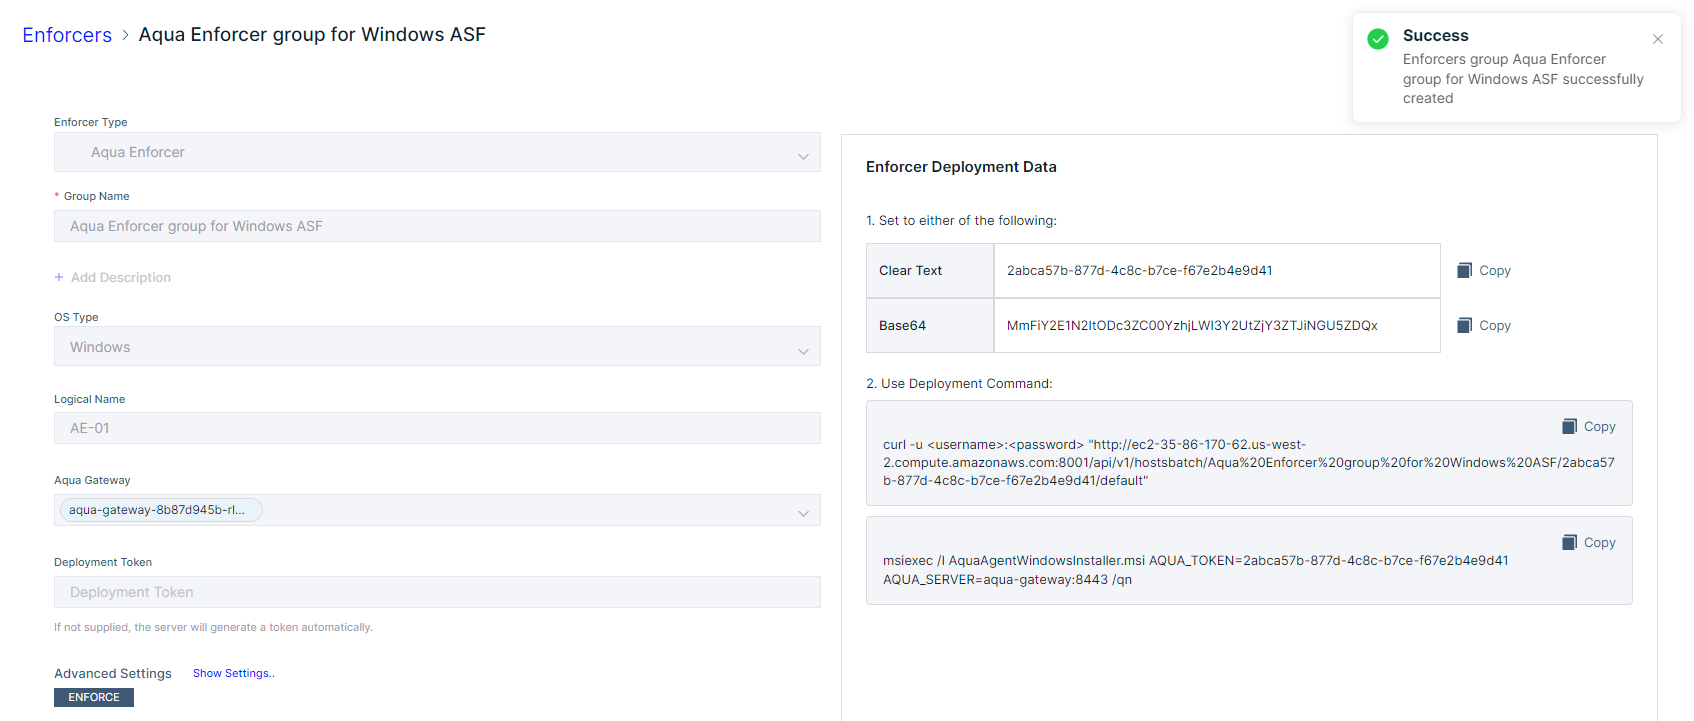 Enforcers > Aqua Enforcer group for Windows ASF
Success
Enforcers group Aqua Enforcer
group for Windows ASF successfully
created
Enforcer Type
Aqua Enforcer
* Group Name
Aqua Enforcer group for Windows ASF
+ Add Description
OS Type
Windows
Logical Name
AE-01
Aqua Gateway
aqua-gateway-8b87d945b-rl...
Deployment Token
Deployment Token
If not supplied, the server will generate a token automatically.
Advanced Settings Show Settings..
ENFORCE
Enforcer Deployment Data
1. Set to either of the following:
Clear Text 2abca57b-877d-4c8c-b7ce-f67e2b4e9d41 Copy
Base64 MmFiY2E1N2ItODc3ZC00YzhjLWI3Y2UtZjY3ZTJiNGU5ZDQx Copy
2. Use Deployment Command:
Copy
curl -u <username>:<password> "http://ec2-35-86-170-62.us-west-
2.compute.amazonaws.com:8001/api/v1/hostsbatch/Aqua%20Enforcer%20group%20for%20Windows%20ASF/2abca57
b-877d-4c8c-b7ce-f67e2b4e9d41/default"
Copy
msiexec /I AquaAgentWindowsInstaller.msi AQUA_TOKEN=2abca57b-877d-4c8c-b7ce-f67e2b4e9d41
AQUA_SERVER=aqua-gateway:8443 /qn